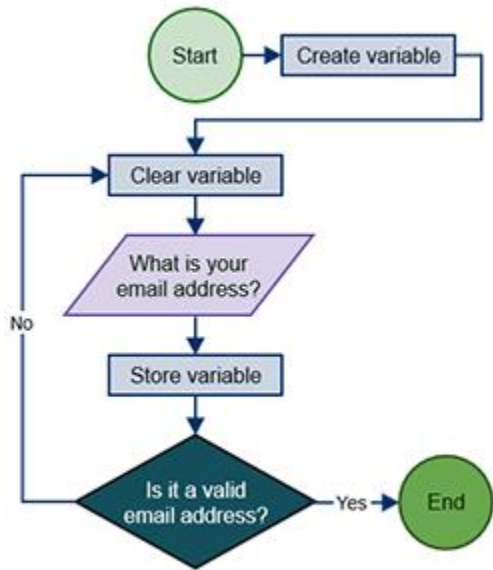 Start
Create variable
Clear variable
What is your
email address?
No
Store variable
Is it a valid
email address?
Yes
End